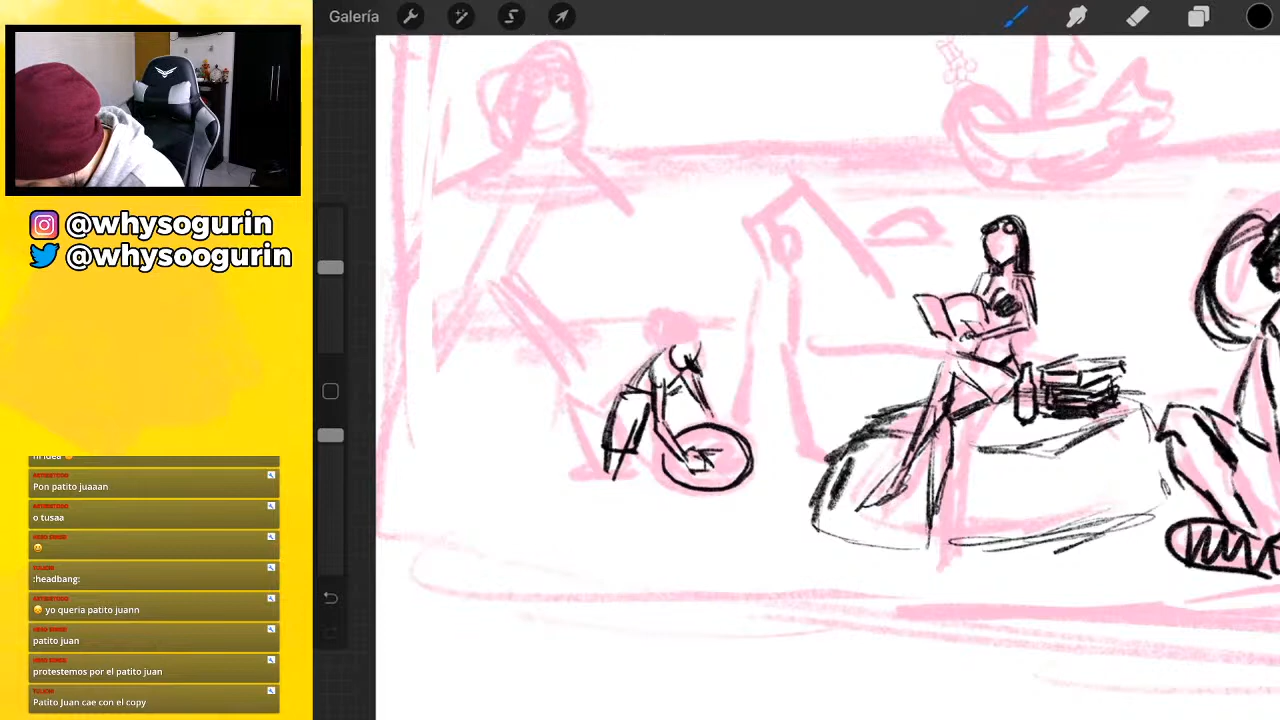 Galería
@whysogurin
@whysoogurin
Pon patito juaaan
o tusaa
:headbang:
😞 yo queria patito juann
patito juan
protestemos por el patito juan
Patito Juan cae con el copy